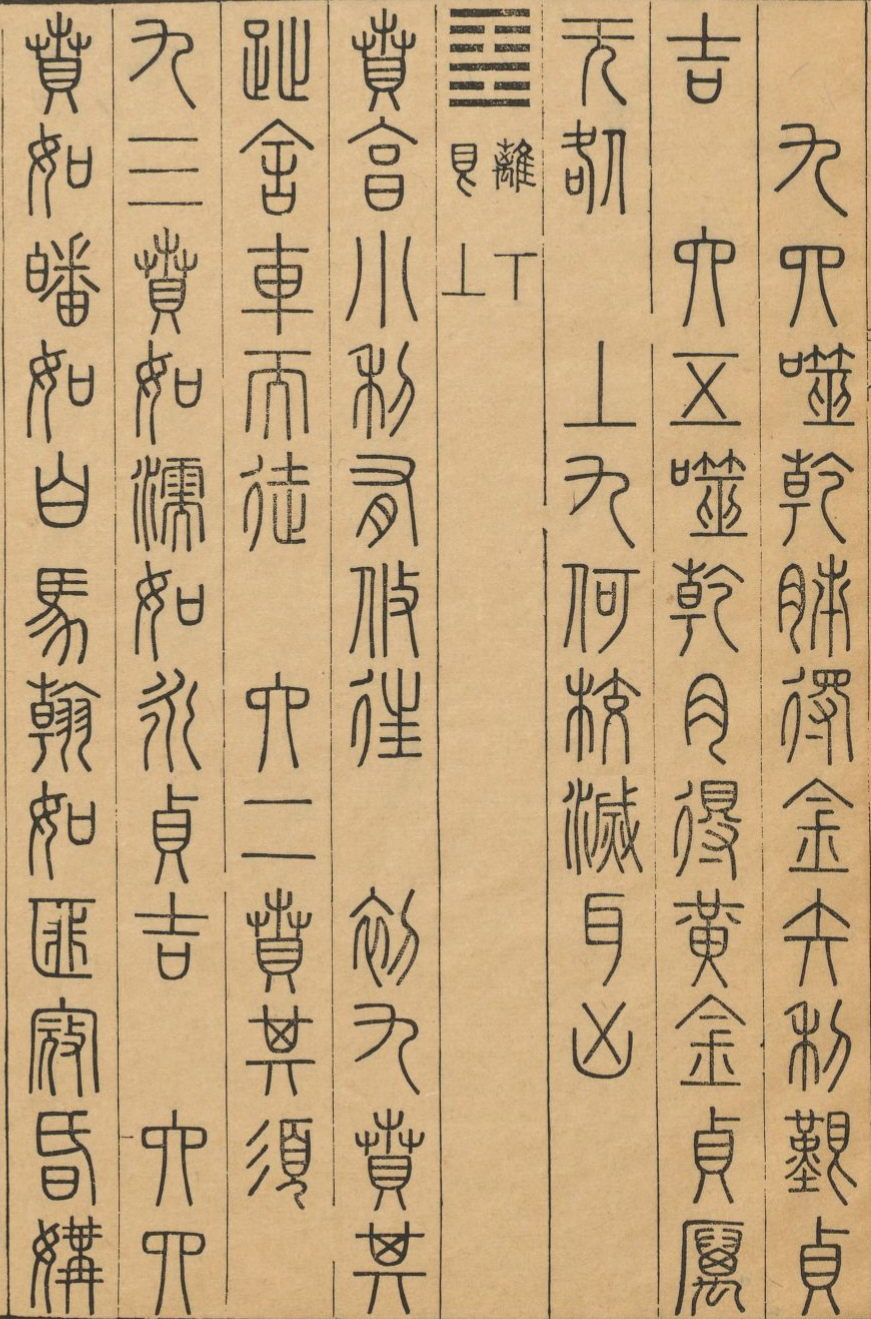 九四噬乾胏得金矢利艱貞
吉　六五噬乾肉得黃金貞厲
无咎　上九何校滅耳凶
䷕離下
艮上
賁亨小利有攸往　初九賁其
趾舍車而徒　六二賁其須
九三賁如濡如永貞吉　六四
賁如皤如白馬翰如匪寇昏媾